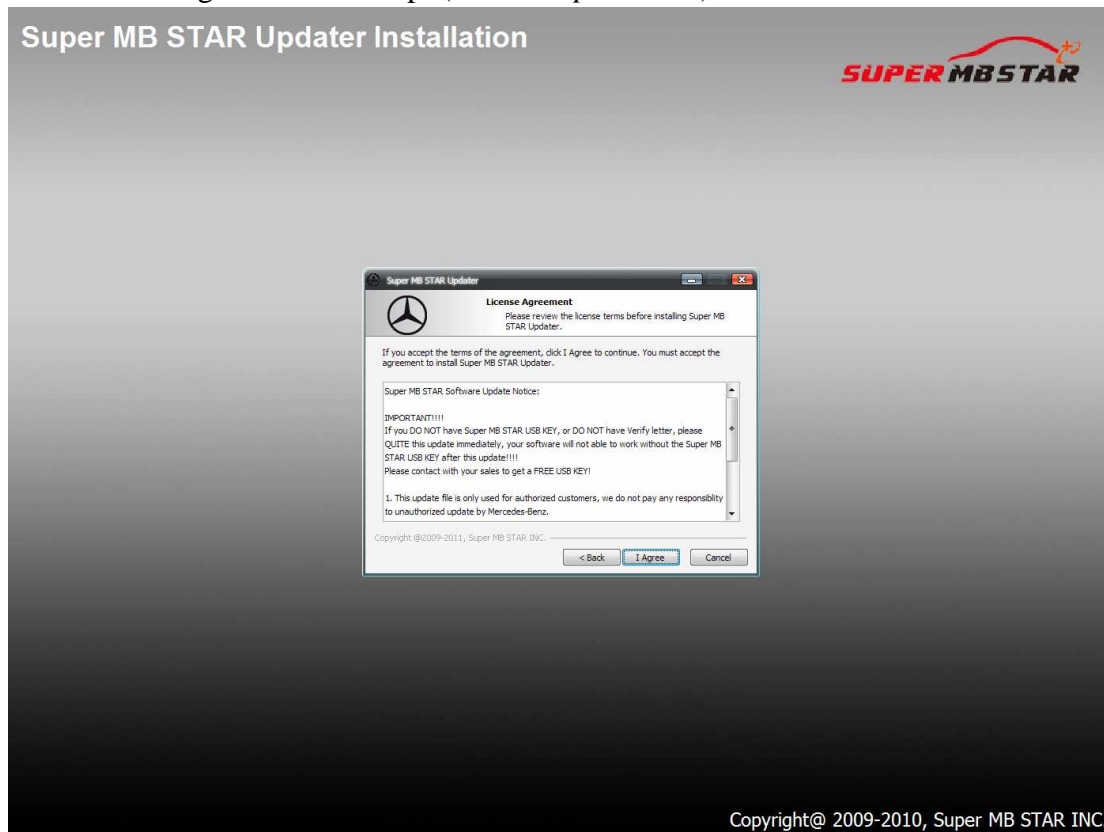 Super MB STAR Updater Installation
SUPER MBSTAR
Super MB STAR Updater
License Agreement
Please review the license terms before installing Super MB
STAR Updater.
If you accept the terms of the agreement, click I Agree to continue. You must accept the
agreement to install Super MB STAR Updater.
Super MB STAR Software Update Notice:
IMPORTANT!!!!
If you DO NOT have Super MB STAR USB KEY, or DO NOT have Verify letter, please
QUITE this update immediately, your software will not able to work without the Super MB
STAR USB KEY after this update!!!!
Please contact with your sales to get a FREE USB KEY!
1. This update file is only used for authorized customers, we do not pay any responsiblity
to unauthorized update by Mercedes-Benz.
Copyright @2009-2011, Super MB STAR INC.
< Back
I Agree
Cancel
Copyright@ 2009-2010, Super MB STAR INC